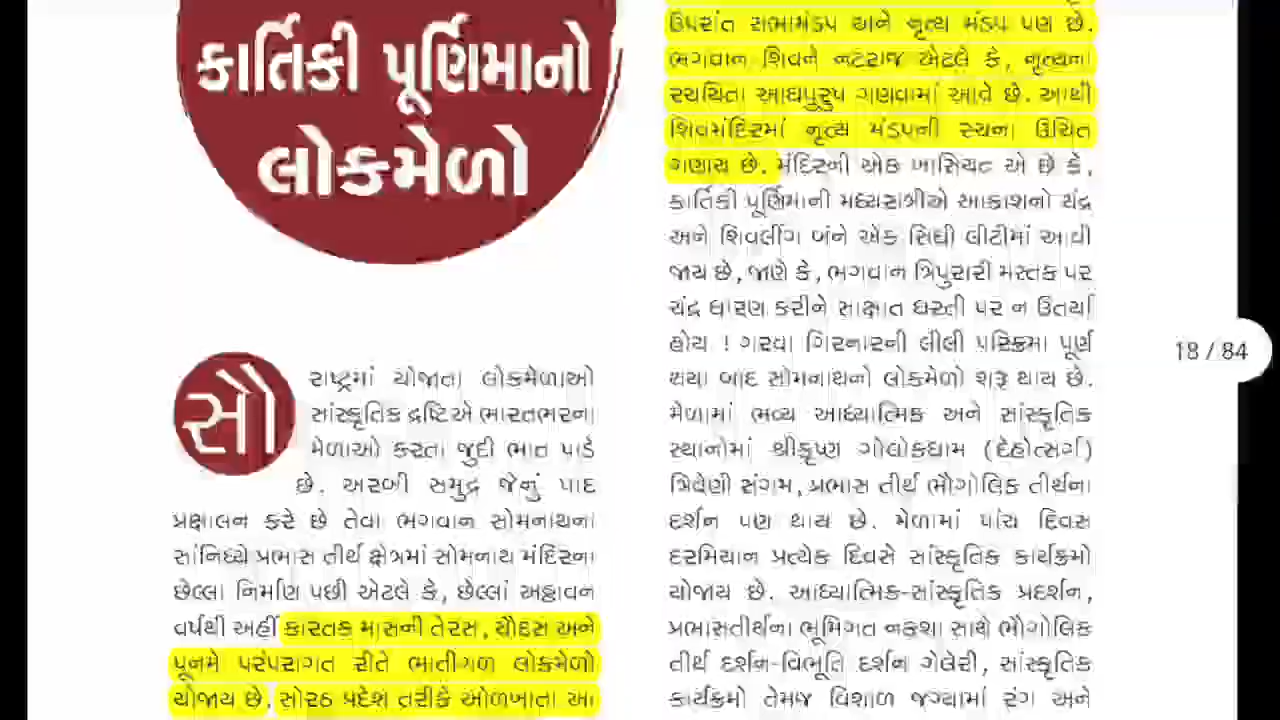 કાર્તિકી પૂર્ણિમાનો
લોકમેળો
સૌ
રાષ્ટ્રમાં યોજાતા લોકમેળાઓ
સાંસ્કૃતિક દ્રષ્ટિએ ભારતભરના
મેળાઓ કરતા જુદી ભાત પાડે
છે. અરબી સમુદ્ર જેનું પાદ
પ્રક્ષાલન કરે છે તેવા ભગવાન સોમનાથના
સાંનિધ્યે પ્રભાસ તીર્થ ક્ષેત્રમાં સોમનાથ મંદિરના
છેલ્લા નિર્માણ પછી એટલે કે, છેલ્લાં અઠ્ઠાવન
વર્ષથી અહીં કારતક માસની તેરસ, ચૌદસ અને
પૂનમે પરંપરાગત રીતે ભાતીગળ લોકમેળો
યોજાય છે. સોરઠ પ્રદેશ તરીકે ઓળખાતા આ
ઉપરાંત સભામંડપ અને નૃત્ય મંડપ પણ છે.
ભગવાન શિવને નટરાજ એટલે કે, નૃત્યના
રચયિતા આદ્યપુરુષ ગણવામાં આવે છે. આથી
શિવમંદિરમાં નૃત્ય મંડપની રચના ઉચિત
ગણાય છે. મંદિરની એક ખાસિયત એ છે કે,
કાર્તિકી પૂર્ણિમાની મધ્યરાત્રીએ આકાશનો ચંદ્ર
અને શિવલીંગ બંને એક સિધી લીટીમાં આવી
જાય છે, જાણે કે, ભગવાન ત્રિપુરારી મસ્તક પર
ચંદ્ર ધારણ કરીને સાક્ષાત ધરતી પર ન ઉતર્યા
હોય ! ગરવા ગિરનારની લીલી પરિક્રમા પૂર્ણ
થયા બાદ સોમનાથનો લોકમેળો શરૂ થાય છે.
મેળામાં ભવ્ય આધ્યાત્મિક અને સાંસ્કૃતિક
સ્થાનોમાં શ્રીકૃષ્ણ ગોલોકધામ (દેહોત્સર્ગ)
ત્રિવેણી સંગમ, પ્રભાસ તીર્થ ભૌગોલિક તીર્થના
દર્શન પણ થાય છે. મેળામાં પાંચ દિવસ
દરમિયાન પ્રત્યેક દિવસે સાંસ્કૃતિક કાર્યક્રમો
યોજાય છે. આધ્યાત્મિક-સાંસ્કૃતિક પ્રદર્શન,
પ્રભાસતીર્થના ભૂમિગત નકશા સાથે ભૌગોલિક
તીર્થ દર્શન-વિભૂતિ દર્શન ગેલેરી, સાંસ્કૃતિક
કાર્યક્રમો તેમજ વિશાળ જગ્યામાં રંગ અને
18 / 84